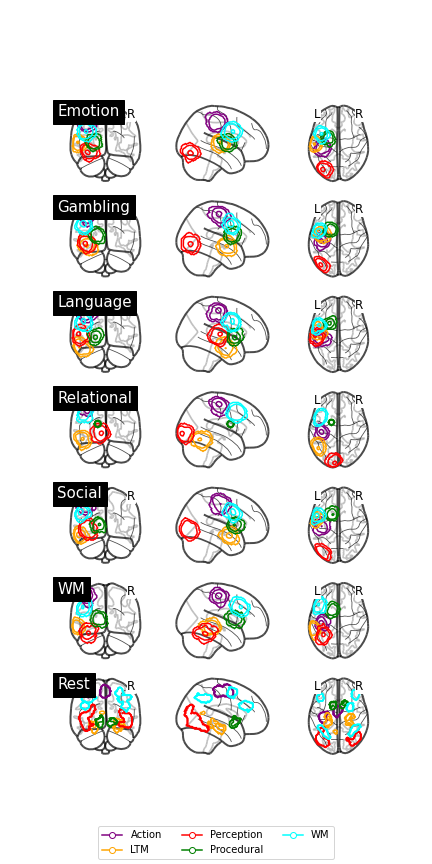 Emotion
R
L R
Gambling
L R
Language
L R
Relational
L R
Social
R
L R
WM
R
L R
Rest
R
L R
Action
Perception
WM
LTM
Procedural